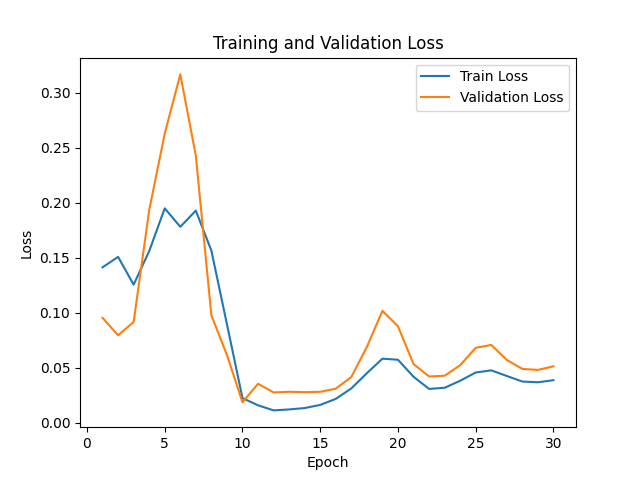 Training and Validation Loss
Train Loss
Validation Loss
Loss
0.30
0.25
0.20
0.15
0.10
0.05
0.00
0 5 10 15 20 25 30
Epoch